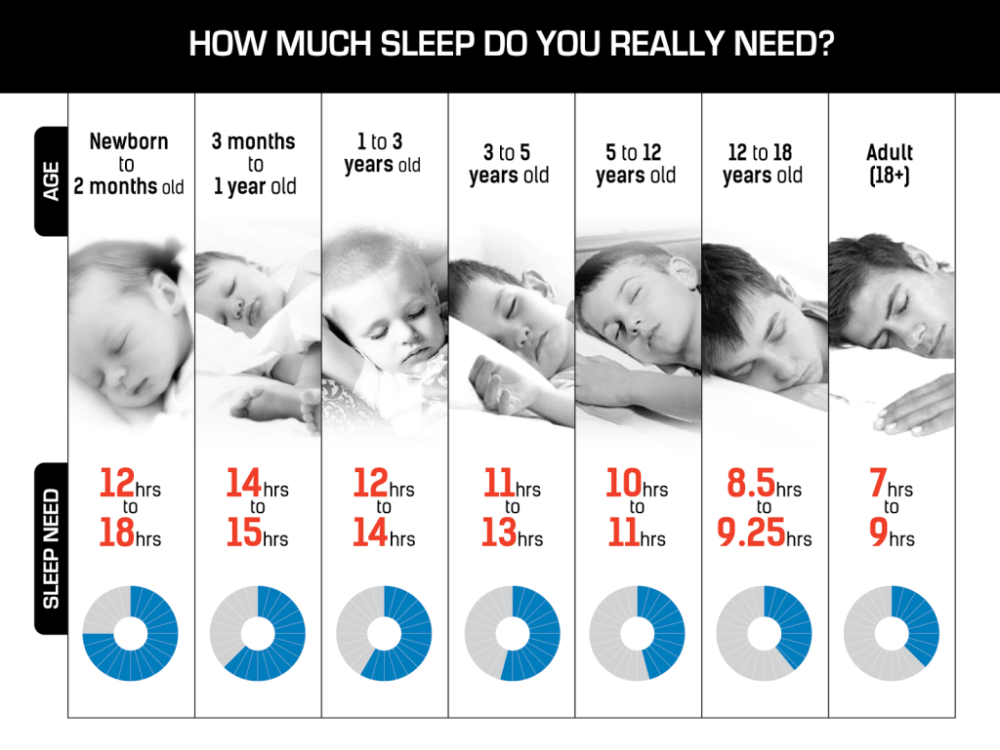 HOW MUCH SLEEP DO YOU REALLY NEED?
AGE
Newborn
to
2 months old
3 months
to
1 year old
1 to 3
years old
3 to 5
years old
5 to 12
years old
12 to 18
years old
Adult
(18+)
SLEEP NEED
12hrs
to
18hrs
14hrs
to
15hrs
12hrs
to
14hrs
11hrs
to
13hrs
10hrs
to
11hrs
8.5hrs
to
9.25hrs
7hrs
to
9hrs